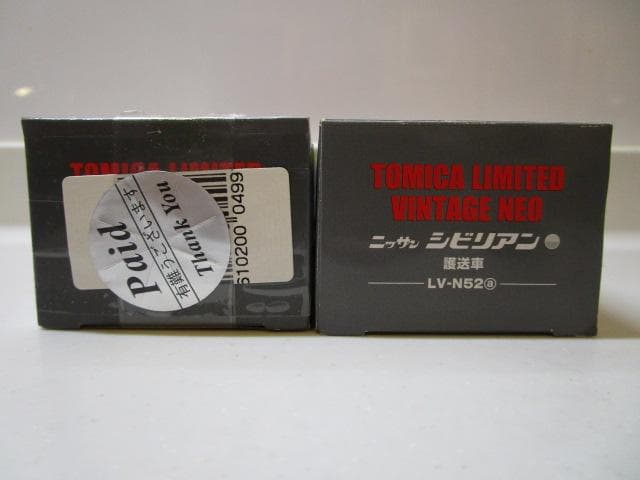 TOMICA LIMITED
Paid
有難うございます
Thank You
610200 0499
TOMICA LIMITED
VINTAGE NEO
ニッサン シビリアン
護送車
LV-N52ⓐ